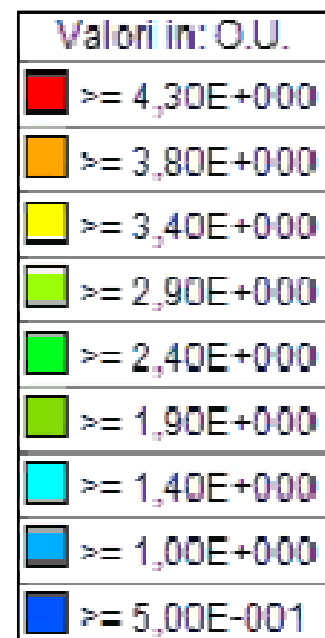 Valori in: O.U.
>= 4,30E+000
>= 3,80E+000
>= 3,40E+000
>= 2,90E+000
>= 2,40E+000
>= 1,90E+000
>= 1,40E+000
>= 1,00E+000
>= 5,00E-001